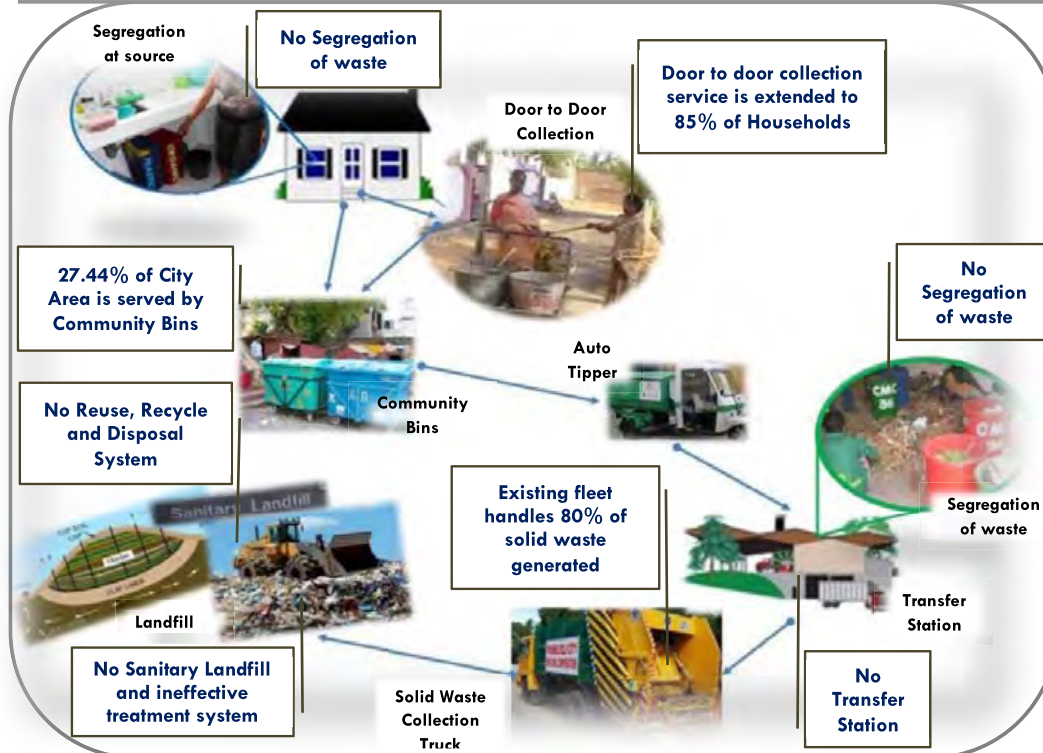 Segregation
at source
No Segregation
of waste
Door to Door
Collection
Door to door collection
service is extended to
85% of Households
27.44% of City
Area is served by
Community Bins
No
Segregation
of waste
Auto
Tipper
Community
Bins
No Reuse, Recycle
and Disposal
System
Sanitary Landfill
Existing fleet
handles 80% of
solid waste
generated
Segregation
of waste
Landfill
Transfer
Station
No Sanitary Landfill
and ineffective
treatment system
Solid Waste
Collection
Truck
No
Transfer
Station